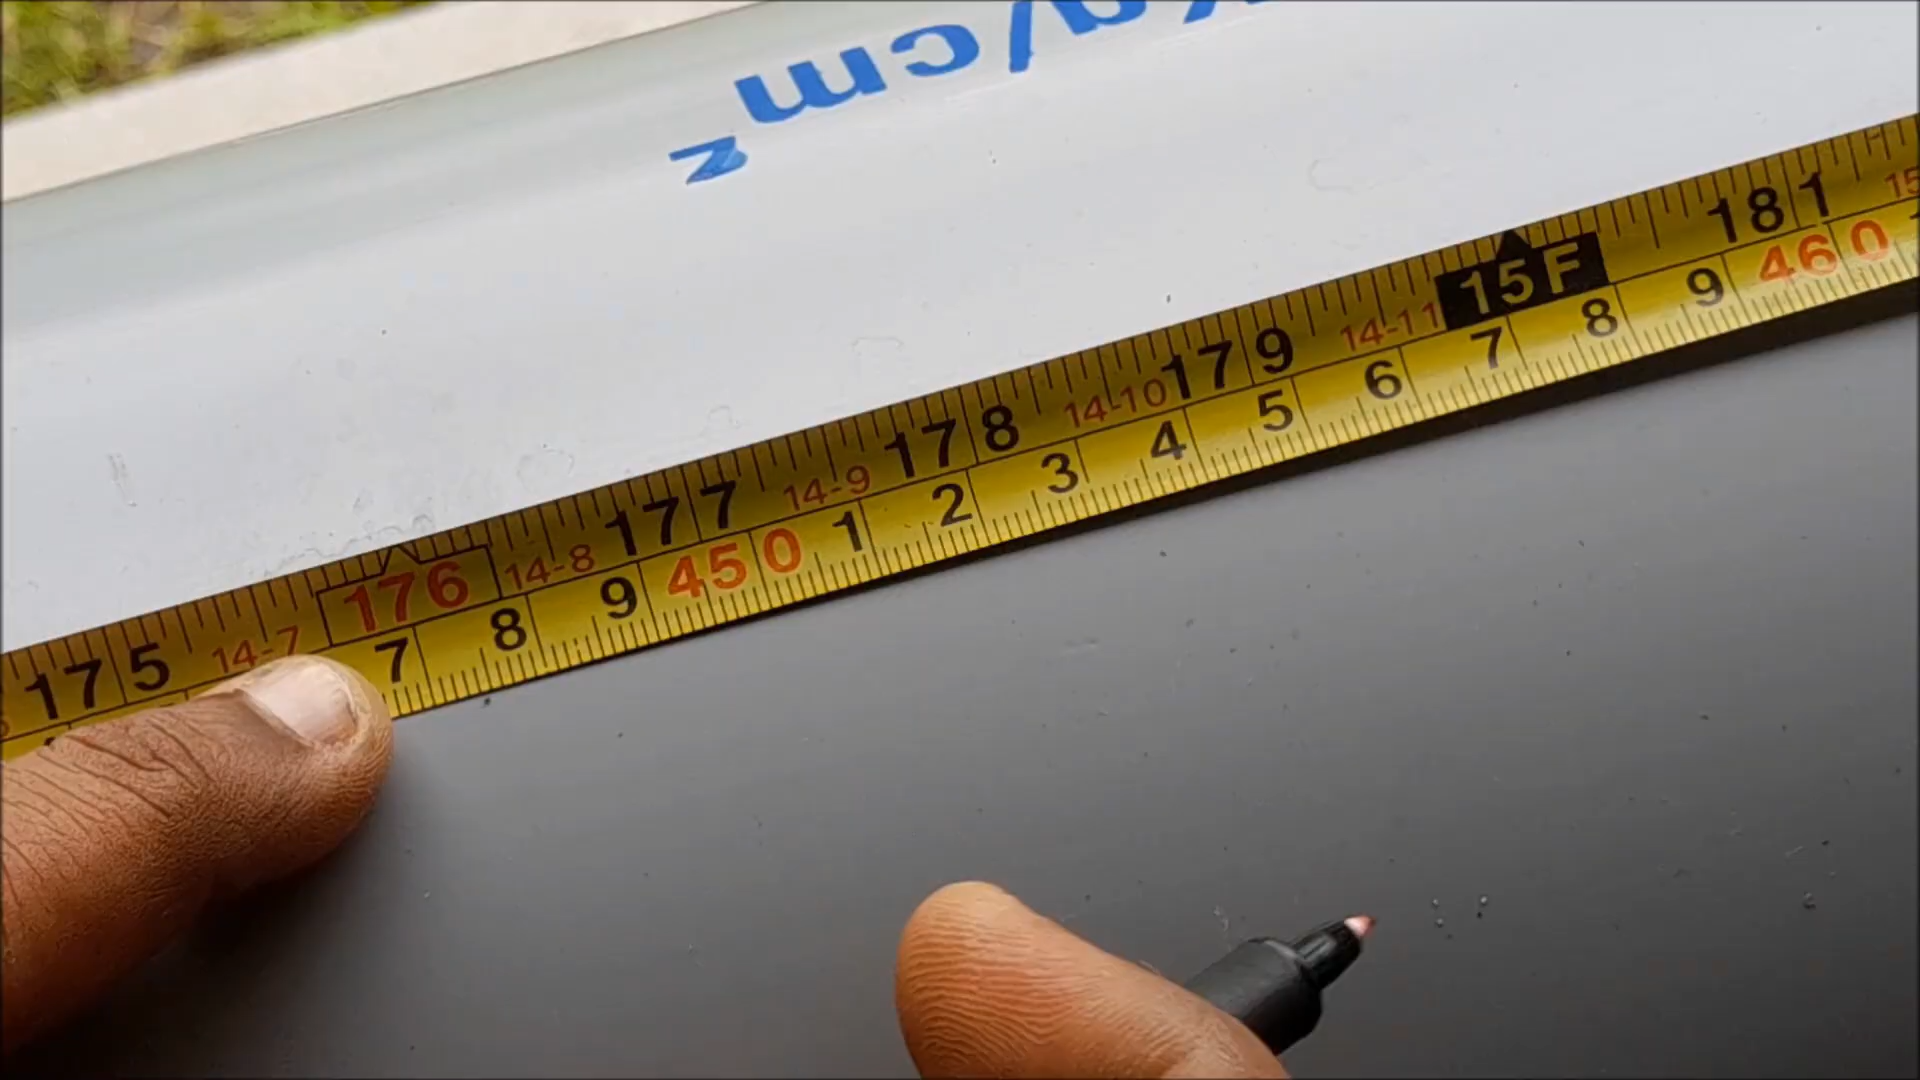 kg/cm²
175 14-7 176 14-8 177 14-9 178 14-10 179 14-11 15F 181
7 8 9 450 1 2 3 4 5 6 7 8 9 460